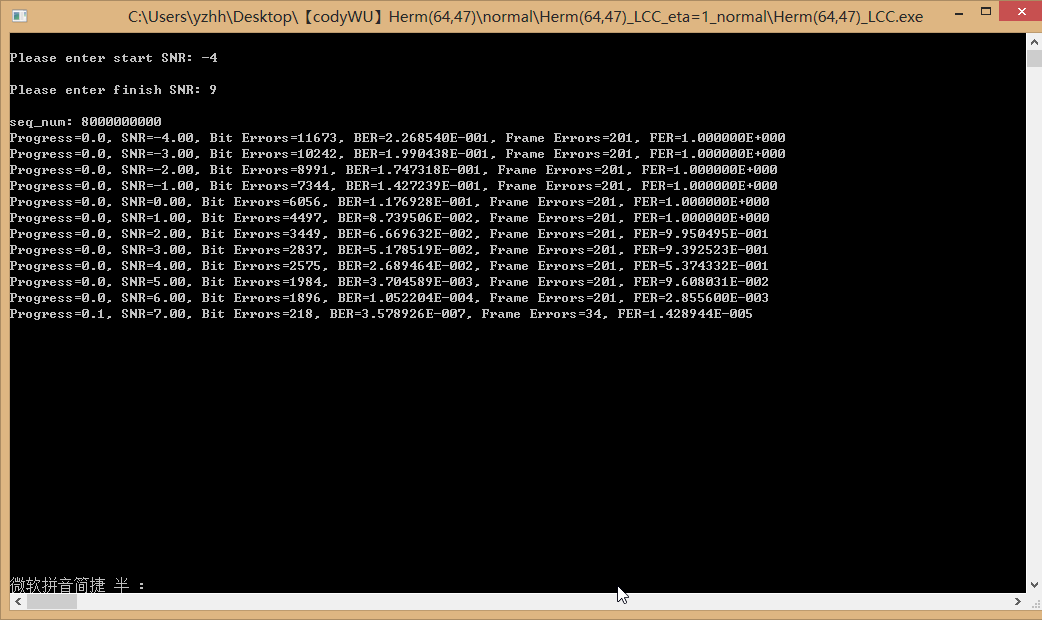 C:\Users\yzhh\Desktop\【codyWU】Herm(64,47)\normal\Herm(64,47)_LCC_eta=1_normal\Herm(64,47)_LCC.exe
Please enter start SNR: -4
Please enter finish SNR: 9
seq_num: 8000000000
Progress=0.0, SNR=-4.00, Bit Errors=11673, BER=2.268540E-001, Frame Errors=201, FER=1.000000E+000
Progress=0.0, SNR=-3.00, Bit Errors=10242, BER=1.990438E-001, Frame Errors=201, FER=1.000000E+000
Progress=0.0, SNR=-2.00, Bit Errors=8991, BER=1.747318E-001, Frame Errors=201, FER=1.000000E+000
Progress=0.0, SNR=-1.00, Bit Errors=7344, BER=1.427239E-001, Frame Errors=201, FER=1.000000E+000
Progress=0.0, SNR=0.00, Bit Errors=6056, BER=1.176928E-001, Frame Errors=201, FER=1.000000E+000
Progress=0.0, SNR=1.00, Bit Errors=4497, BER=8.739506E-002, Frame Errors=201, FER=1.000000E+000
Progress=0.0, SNR=2.00, Bit Errors=3449, BER=6.669632E-002, Frame Errors=201, FER=9.950495E-001
Progress=0.0, SNR=3.00, Bit Errors=2837, BER=5.178519E-002, Frame Errors=201, FER=9.392523E-001
Progress=0.0, SNR=4.00, Bit Errors=2575, BER=2.689464E-002, Frame Errors=201, FER=5.374332E-001
Progress=0.0, SNR=5.00, Bit Errors=1984, BER=3.704589E-003, Frame Errors=201, FER=9.608031E-002
Progress=0.0, SNR=6.00, Bit Errors=1896, BER=1.052204E-004, Frame Errors=201, FER=2.855600E-003
Progress=0.1, SNR=7.00, Bit Errors=218, BER=3.578926E-007, Frame Errors=34, FER=1.428944E-005
微软拼音简捷 半 :